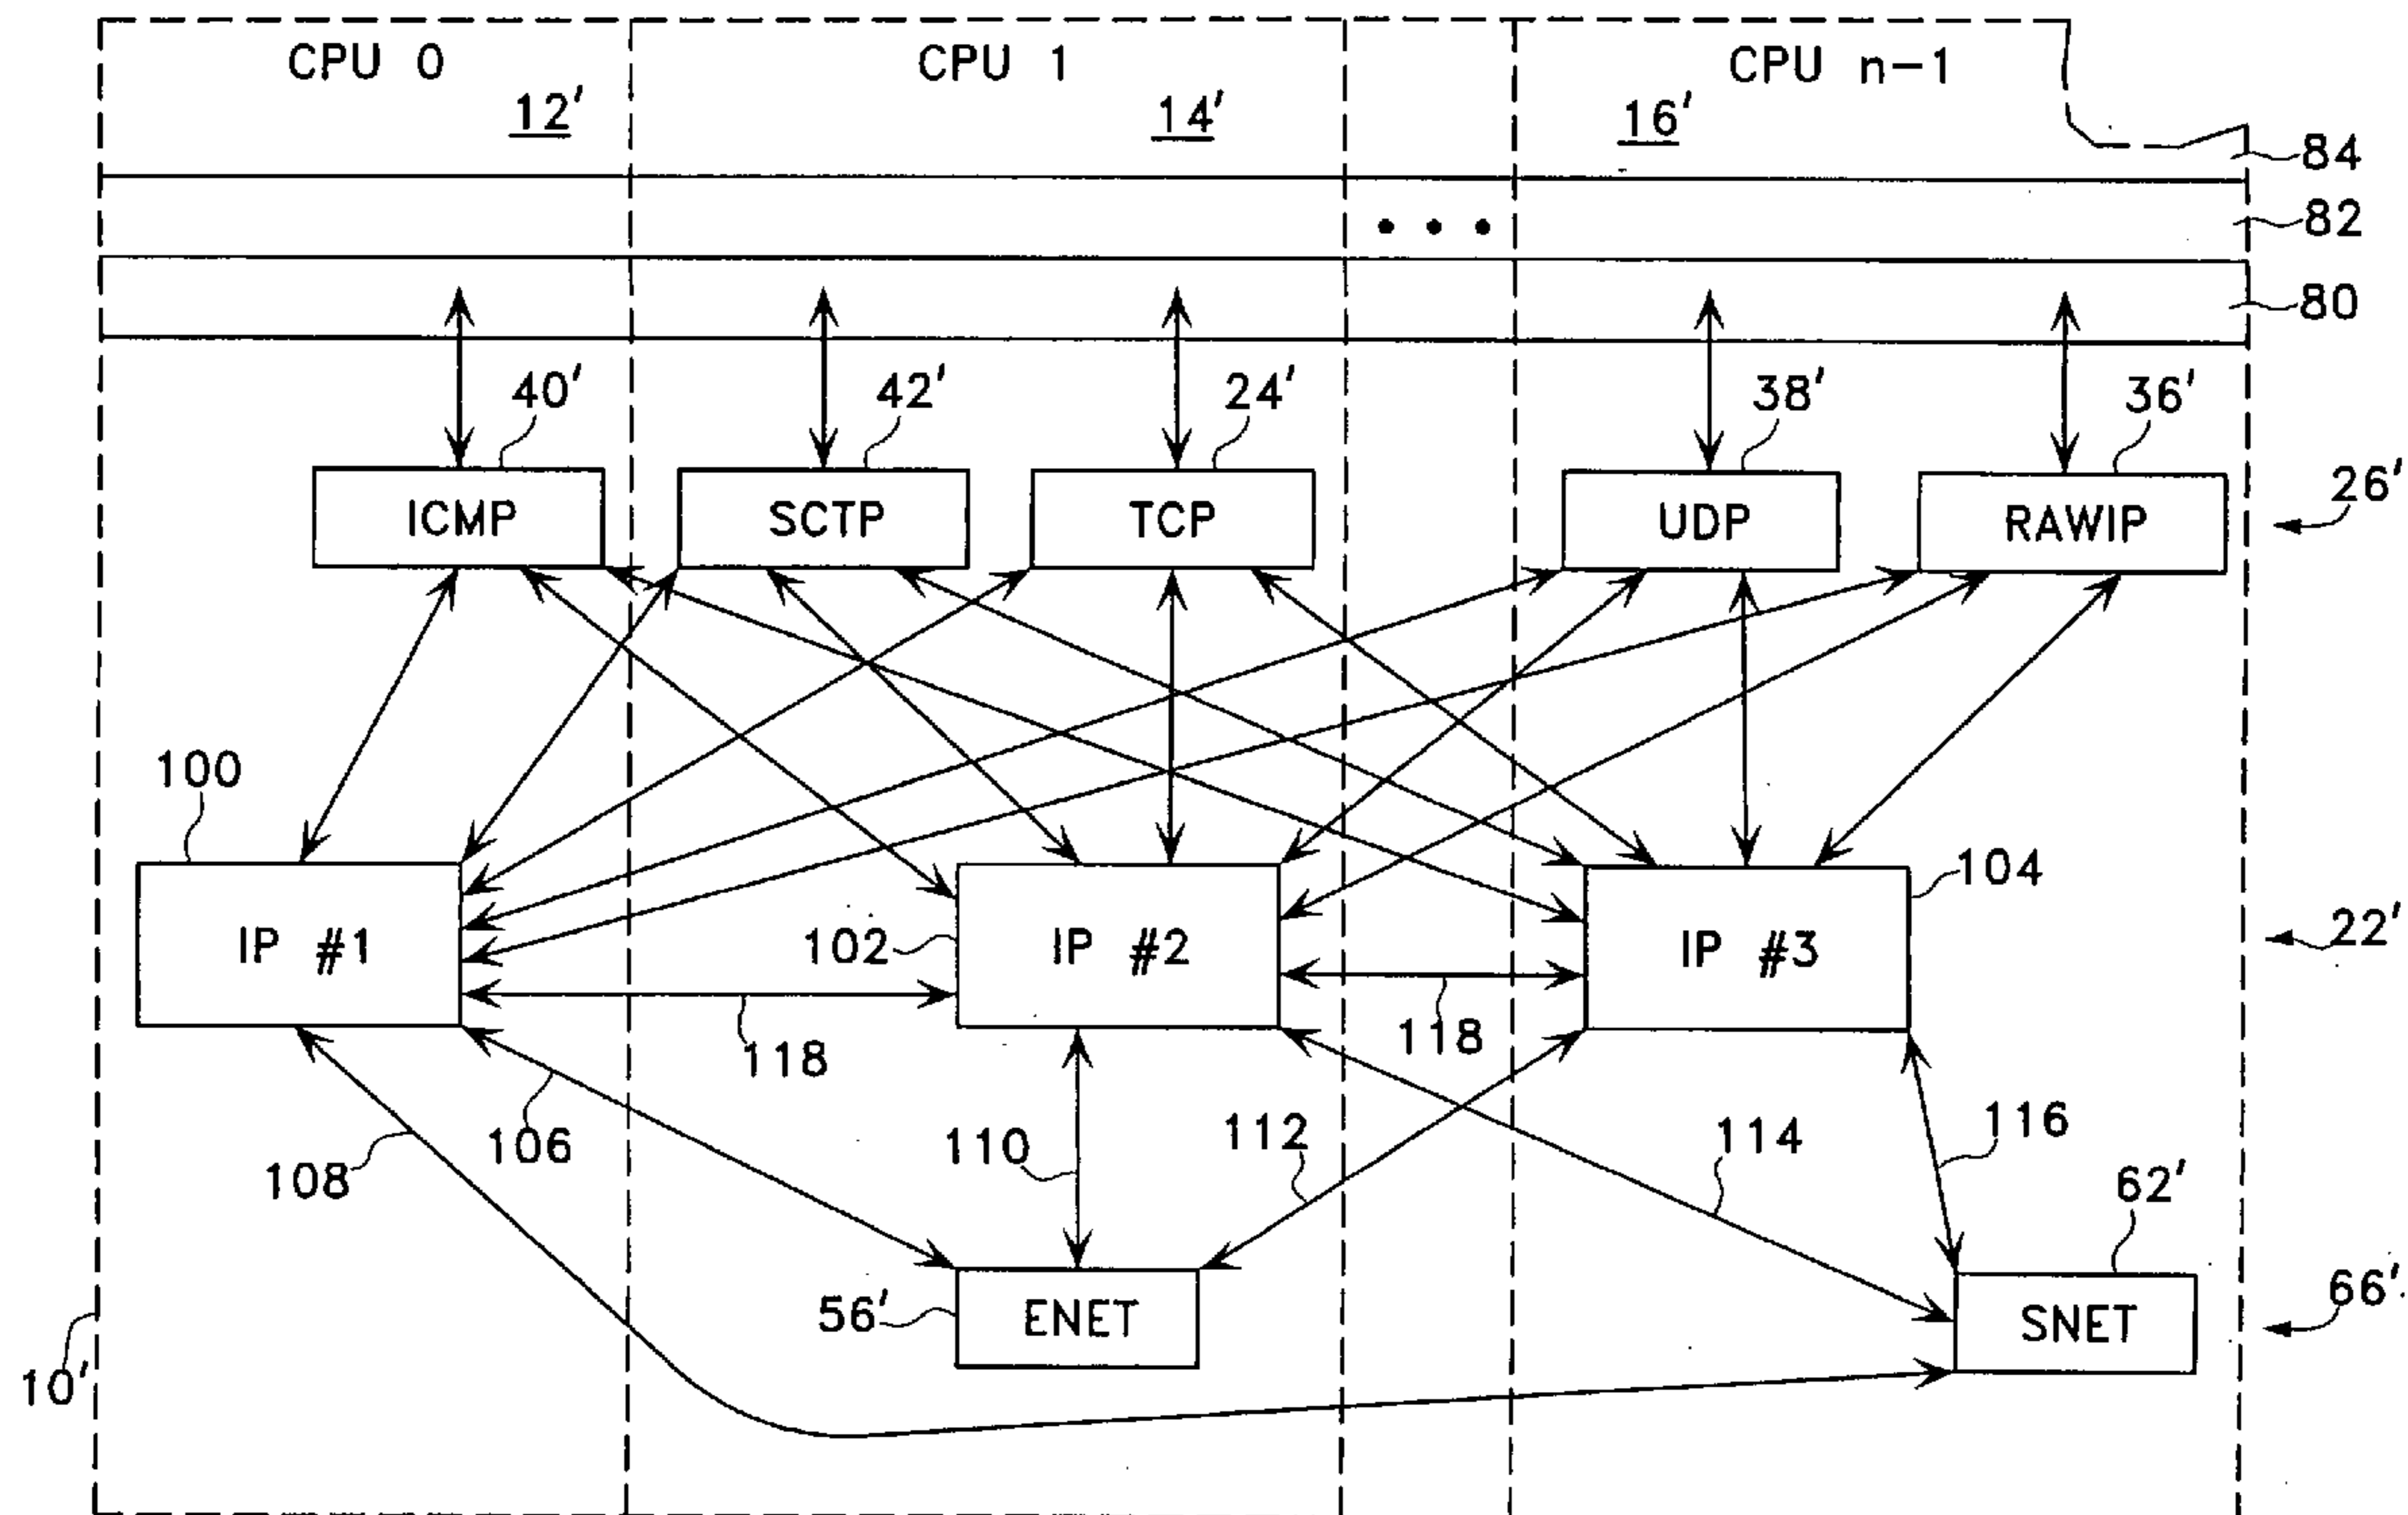 CPU 0
CPU 1
CPU n-1
12'
14'
16'
84
82
• • •
80
40'
42'
24'
38'
36'
26'
ICMP
SCTP
TCP
UDP
RAWIP
100
104
102
22'
IP #1
IP #2
IP #3
118
118
106
108
110
112
114
116
62'
56'
ENET
SNET
66'
10'